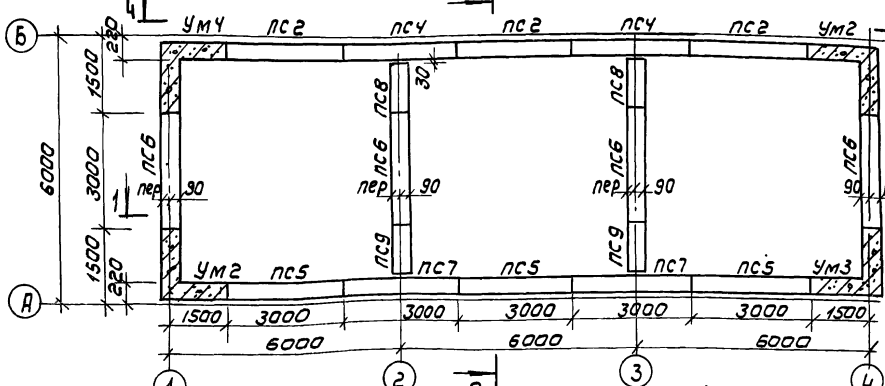 4
Б УМ4 ПС2 ПС4 ПС2 ПС4 ПС2 УМ2
220
30
1500
ПС8 ПС8
6000 3000 ПС6 ПС6 ПС6 ПС6
пер 90 90 пер 90 90
1
1500 ПС9 ПС9
220
УМ2 ПС5 ПС7 ПС5 ПС7 ПС5 УМ3
А
1500 3000 3000 3000 3000 3000 1500
6000 6000 6000
1 2 3 4